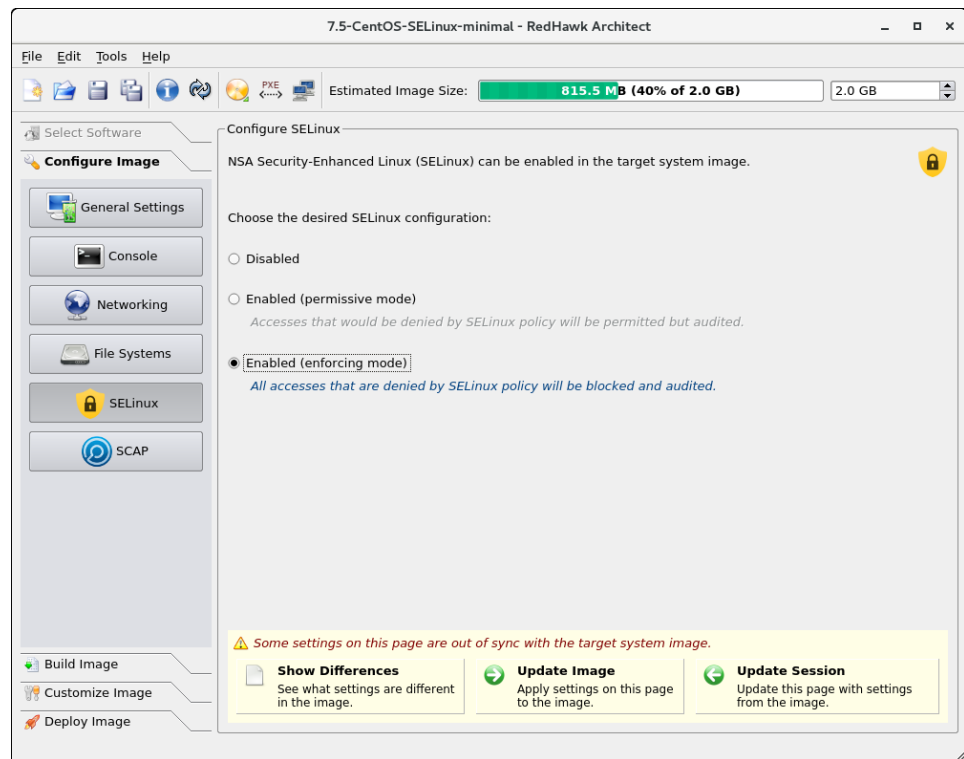 7.5-CentOS-SELinux-minimal - RedHawk Architect
File Edit Tools Help
PXE
Estimated Image Size:
815.5 MB (40% of 2.0 GB)
2.0 GB
Select Software
Configure Image
General Settings
Console
Networking
File Systems
SELinux
SCAP
Build Image
Customize Image
Deploy Image
Configure SELinux
NSA Security-Enhanced Linux (SELinux) can be enabled in the target system image.
Choose the desired SELinux configuration:
Disabled
Enabled (permissive mode)
Accesses that would be denied by SELinux policy will be permitted but audited.
Enabled (enforcing mode)
All accesses that are denied by SELinux policy will be blocked and audited.
Some settings on this page are out of sync with the target system image.
Show Differences
See what settings are different
in the image.
Update Image
Apply settings on this page
to the image.
Update Session
Update this page with settings
from the image.